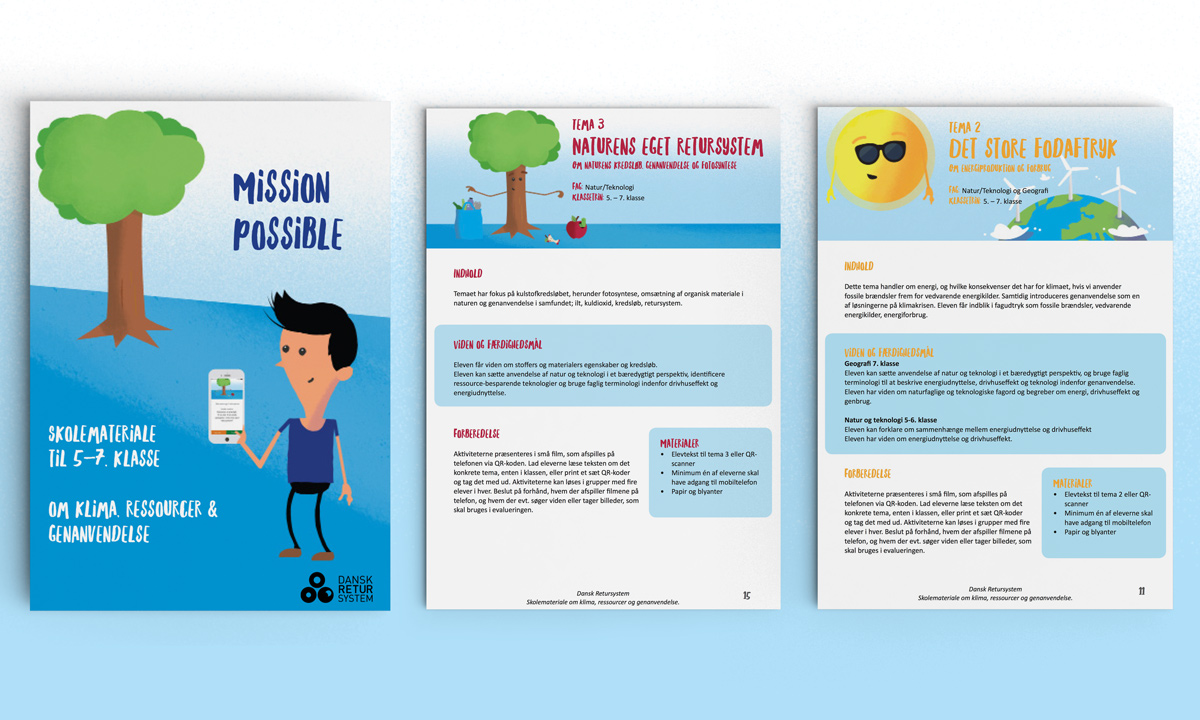 MISSION
POSSIBLE
SKOLEMATERIALE
TIL 5–7. KLASSE
OM KLIMA, RESSOURCER &
GENANVENDELSE
DANSK
RETUR
SYSTEM
TEMA 3
NATURENS EGET RETURSYSTEM
OM NATURENS KREDSLØB, GENANVENDELSE OG FOTOSYNTESE
FAG: Natur/Teknologi
KLASSETRIN: 5. – 7. klasse
INDHOLD
Temaet har fokus på kulstofkredsløbet, herunder fotosyntese, omsætning af organisk materiale i
naturen og genanvendelse i samfundet; ilt, kuldioxid, kredsløb, retursystem.
VIDEN OG FÆRDIGHEDSMÅL
Eleven får viden om stoffers og materialers egenskaber og kredsløb.
Eleven kan sætte anvendelse af natur og teknologi i et bæredygtigt perspektiv, identificere
ressource-besparende teknologier og bruge faglig terminologi indenfor drivhuseffekt og
energiudnyttelse.
FORBEREDELSE
Aktiviteterne præsenteres i små film, som afspilles på
telefonen via QR-koden. Lad eleverne læse teksten om det
konkrete tema, enten i klassen, eller print et sæt QR-koder
og tag det med ud. Aktiviteterne kan løses i grupper med fire
elever i hver. Beslut på forhånd, hvem der afspiller filmene på
telefon, og hvem der evt. søger viden eller tager billeder, som
skal bruges i evalueringen.
MATERIALER
• Elevtekst til tema 3 eller QR-
scanner
• Minimum én af eleverne skal
have adgang til mobiltelefon
• Papir og blyanter
Dansk Retursystem
Skolemateriale om klima, ressourcer og genanvendelse.
15
TEMA 2
DET STORE FODAFTRYK
OM ENERGIPRODUKTION OG FORBRUG
FAG: Natur/Teknologi og Geografi
KLASSETRIN: 5. – 7. klasse
INDHOLD
Dette tema handler om energi, og hvilke konsekvenser det har for klimaet, hvis vi anvender
fossile brændsler frem for vedvarende energikilder. Samtidig introduceres genanvendelse som en
af løsningerne på klimakrisen. Eleven får indblik i fagudtryk som fossile brændsler, vedvarende
energikilder, energiforbrug.
VIDEN OG FÆRDIGHEDSMÅL
Geografi 7. klasse
Eleven kan sætte anvendelse af natur og teknologi i et bæredygtigt perspektiv, og bruge faglig
terminologi til at beskrive energiudnyttelse, drivhuseffekt og teknologi indenfor genanvendelse.
Eleven har viden om naturfaglige og teknologiske fagord og begreber om energi, drivhuseffekt og
genbrug.
Natur og teknologi 5-6. klasse
Eleven kan forklare om sammenhænge mellem energiudnyttelse og drivhuseffekt
Eleven har viden om energiudnyttelse og drivhuseffekt.
FORBEREDELSE
Aktiviteterne præsenteres i små film, som afspilles på
telefonen via QR-koden. Lad eleverne læse teksten om det
konkrete tema, enten i klassen, eller print et sæt QR-koder
og tag det med ud. Aktiviteterne kan løses i grupper med fire
elever i hver. Beslut på forhånd, hvem der afspiller filmene på
telefon, og hvem der evt. søger viden eller tager billeder, som
skal bruges i evalueringen.
MATERIALER
• Elevtekst til tema 2 eller QR-
scanner
• Minimum én af eleverne skal
have adgang til mobiltelefon
• Papir og blyanter
Dansk Retursystem
Skolemateriale om klima, ressourcer og genanvendelse.
11